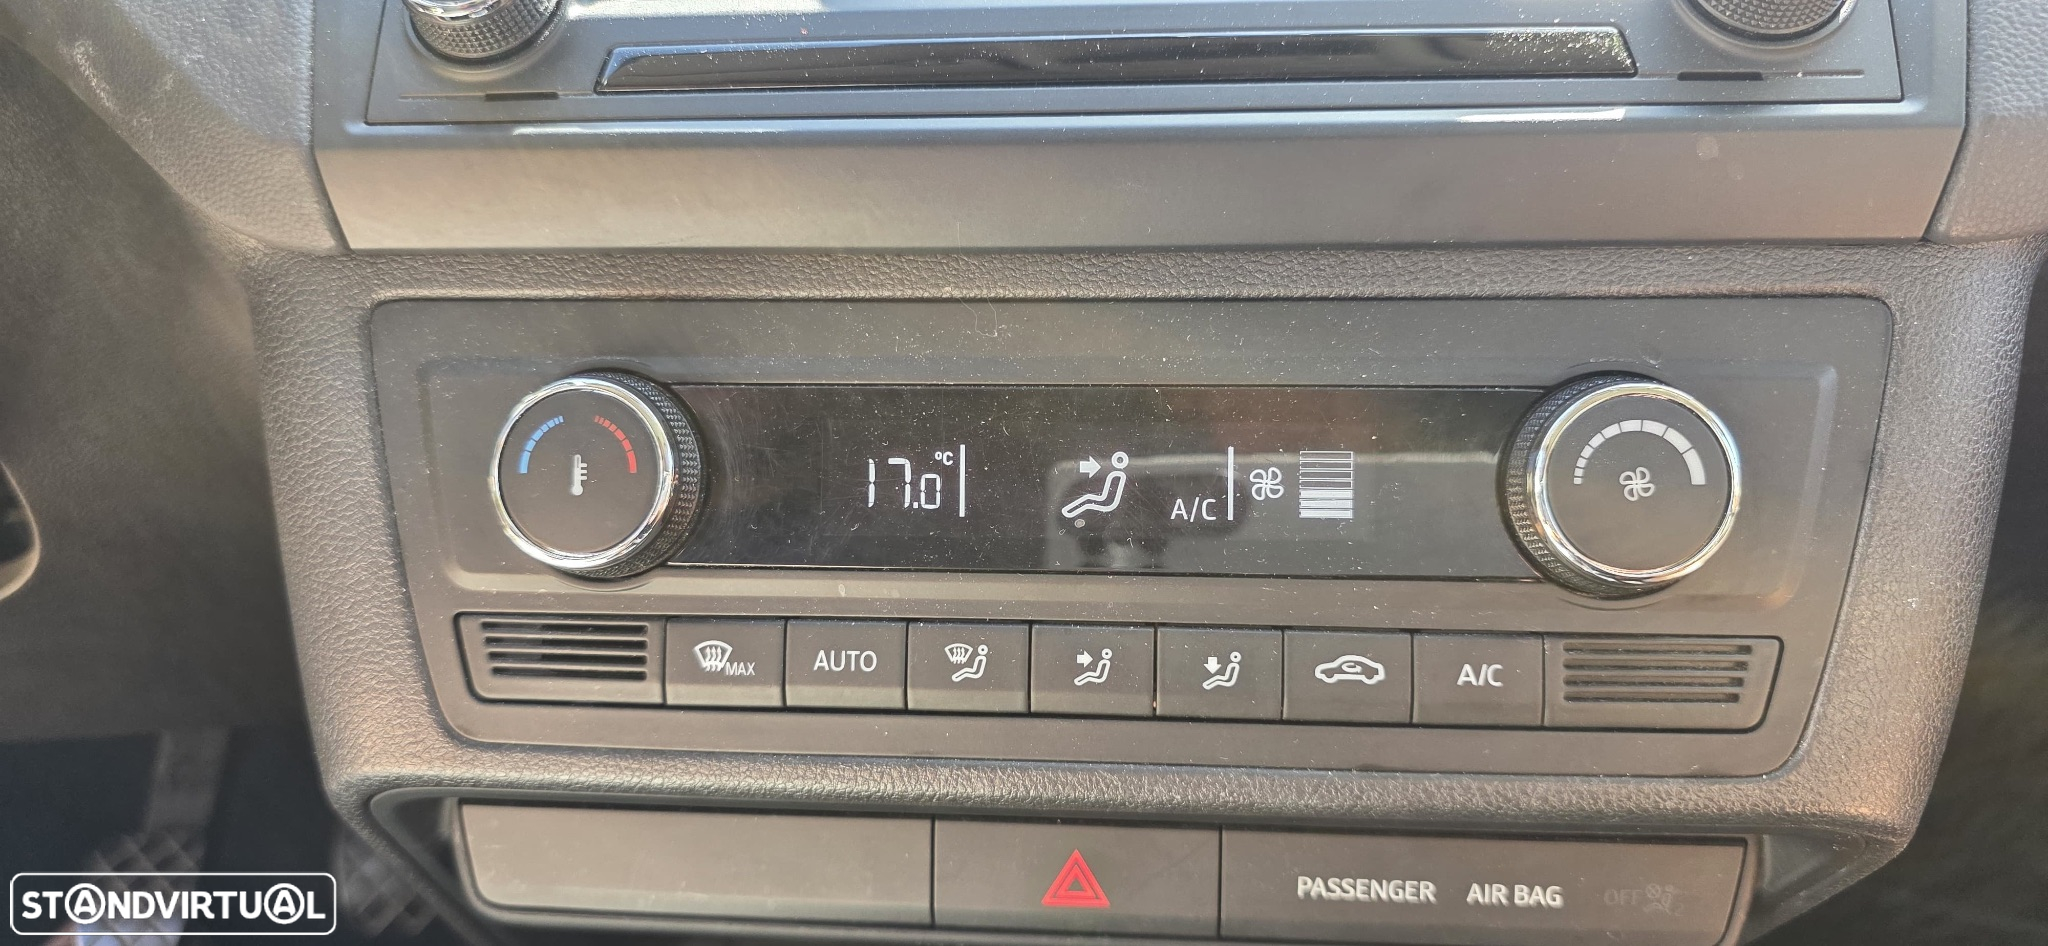 17.0 °C
A/C
MAX AUTO A/C
PASSENGER AIR BAG OFF
STANDVIRTUAL